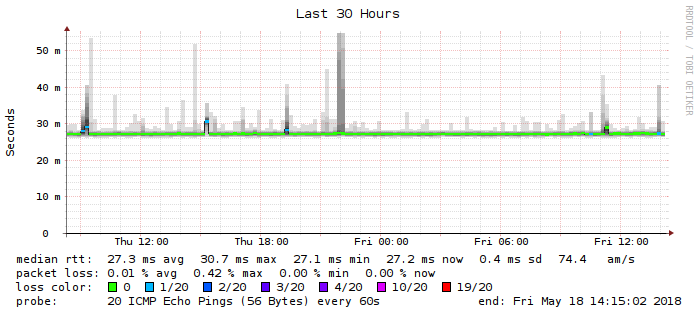 Last 30 Hours
RRDTOOL / TOBI OETIKER
Seconds
50 m
40 m
30 m
20 m
10 m
0
Thu 12:00 Thu 18:00 Fri 00:00 Fri 06:00 Fri 12:00
median rtt: 27.3 ms avg 30.7 ms max 27.1 ms min 27.2 ms now 0.4 ms sd 74.4 am/s
packet loss: 0.01 % avg 0.42 % max 0.00 % min 0.00 % now
loss color: 0 1/20 2/20 3/20 4/20 10/20 19/20
probe: 20 ICMP Echo Pings (56 Bytes) every 60s end: Fri May 18 14:15:02 2018